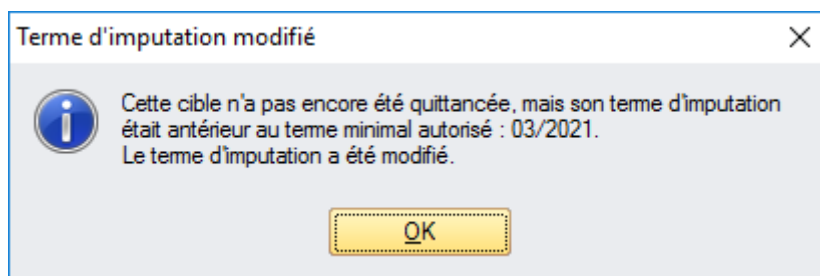 Terme d'imputation modifié
Cette cible n'a pas encore été quittancée, mais son terme d'imputation
était antérieur au terme minimal autorisé : 03/2021.
Le terme d'imputation a été modifié.
OK